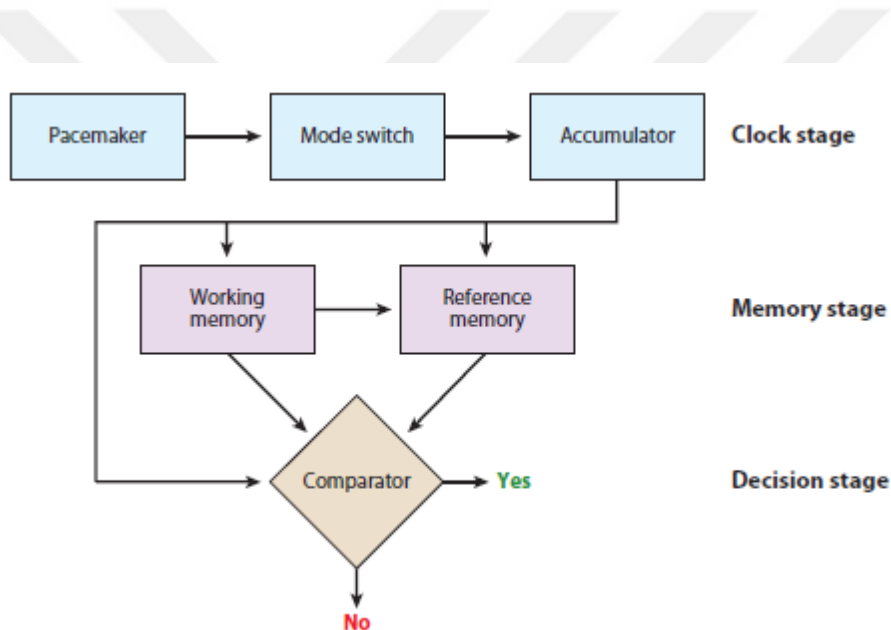 Pacemaker
Mode switch
Accumulator
Clock stage
Working
memory
Reference
memory
Memory stage
Comparator
Yes
Decision stage
No